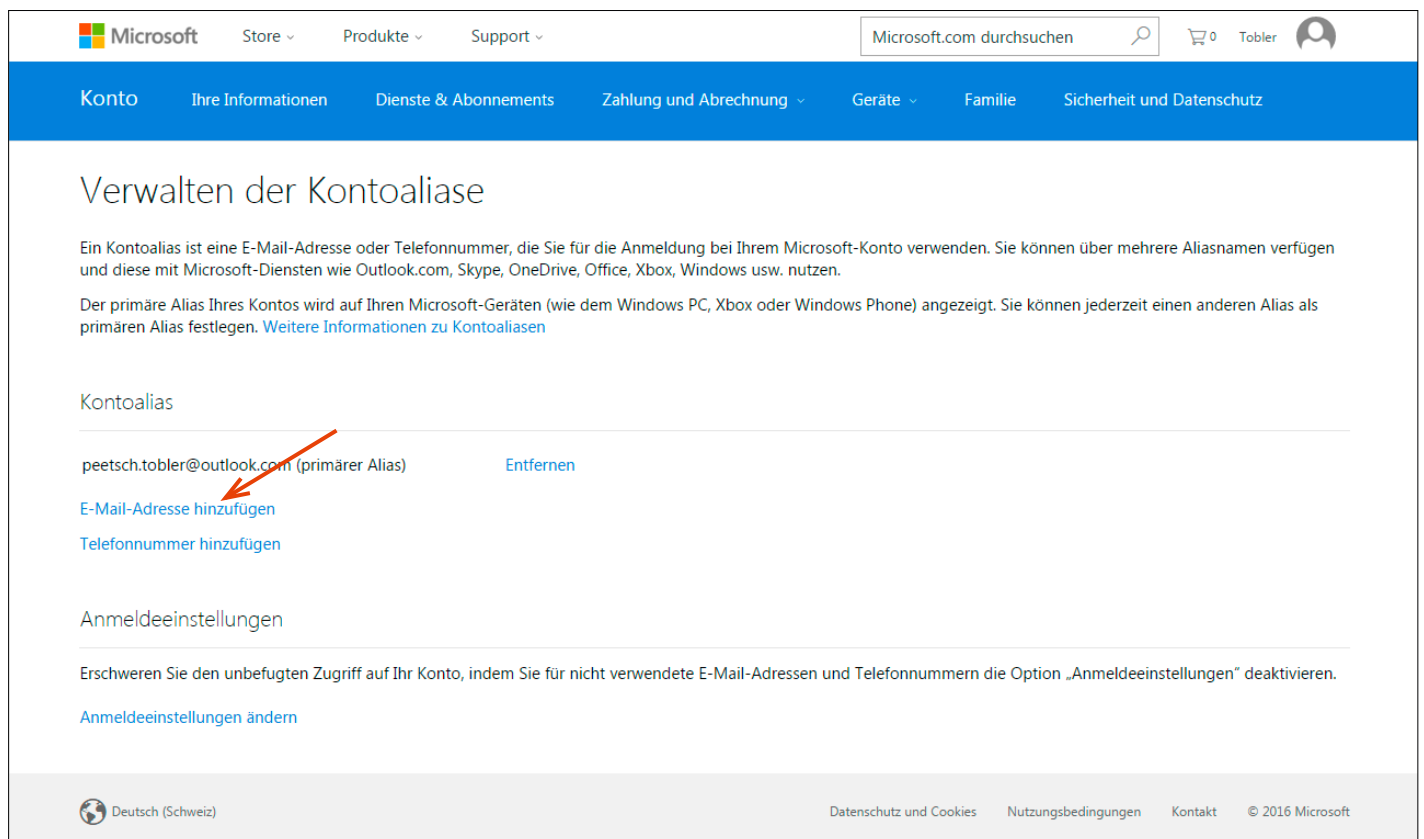 Microsoft Store Produkte Support Microsoft.com durchsuchen 0 Tobler
Konto Ihre Informationen Dienste & Abonnements Zahlung und Abrechnung Geräte Familie Sicherheit und Datenschutz
Verwalten der Kontoaliase
Ein Kontoalias ist eine E-Mail-Adresse oder Telefonnummer, die Sie für die Anmeldung bei Ihrem Microsoft-Konto verwenden. Sie können über mehrere Aliasnamen verfügen
und diese mit Microsoft-Diensten wie Outlook.com, Skype, OneDrive, Office, Xbox, Windows usw. nutzen.
Der primäre Alias Ihres Kontos wird auf Ihren Microsoft-Geräten (wie dem Windows PC, Xbox oder Windows Phone) angezeigt. Sie können jederzeit einen anderen Alias als
primären Alias festlegen. Weitere Informationen zu Kontoaliasen
Kontoalias
peetsch.tobler@outlook.com (primärer Alias) Entfernen
E-Mail-Adresse hinzufügen
Telefonnummer hinzufügen
Anmeldeeinstellungen
Erschweren Sie den unbefugten Zugriff auf Ihr Konto, indem Sie für nicht verwendete E-Mail-Adressen und Telefonnummern die Option „Anmeldeeinstellungen“ deaktivieren.
Anmeldeeinstellungen ändern
Deutsch (Schweiz) Datenschutz und Cookies Nutzungsbedingungen Kontakt © 2016 Microsoft